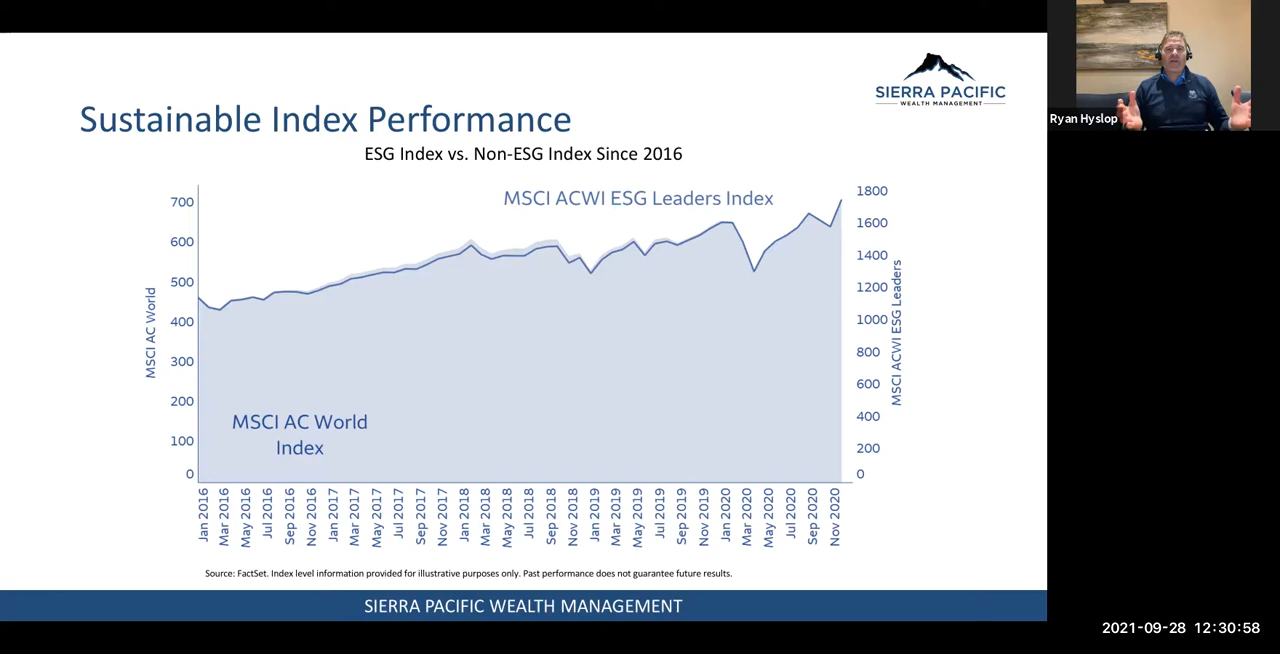 SIERRA PACIFIC
WEALTH MANAGEMENT
Ryan Hyslop
Sustainable Index Performance
ESG Index vs. Non-ESG Index Since 2016
MSCI ACWI ESG Leaders Index
MSCI AC World
700
600
500
400
300
200
100
0
MSCI AC World
Index
1800
1600
1400
1200
1000
800
600
400
200
0
MSCI ACWI ESG Leaders
Jan 2016
Mar 2016
May 2016
Jul 2016
Sep 2016
Nov 2016
Jan 2017
Mar 2017
May 2017
Jul 2017
Sep 2017
Nov 2017
Jan 2018
Mar 2018
May 2018
Jul 2018
Sep 2018
Nov 2018
Jan 2019
Mar 2019
May 2019
Jul 2019
Sep 2019
Nov 2019
Jan 2020
Mar 2020
May 2020
Jul 2020
Sep 2020
Nov 2020
Source: FactSet. Index level information provided for illustrative purposes only. Past performance does not guarantee future results.
SIERRA PACIFIC WEALTH MANAGEMENT
2021-09-28 12:30:58